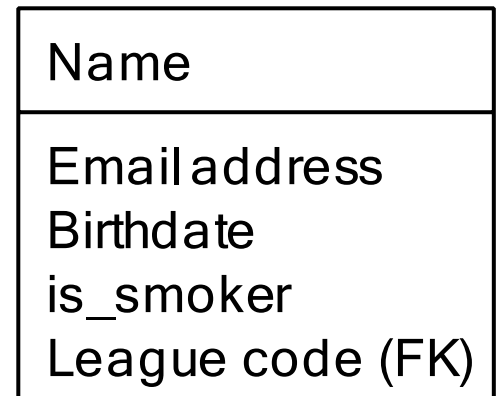 Name
Email address
Birthdate
is_smoker
League code (FK)